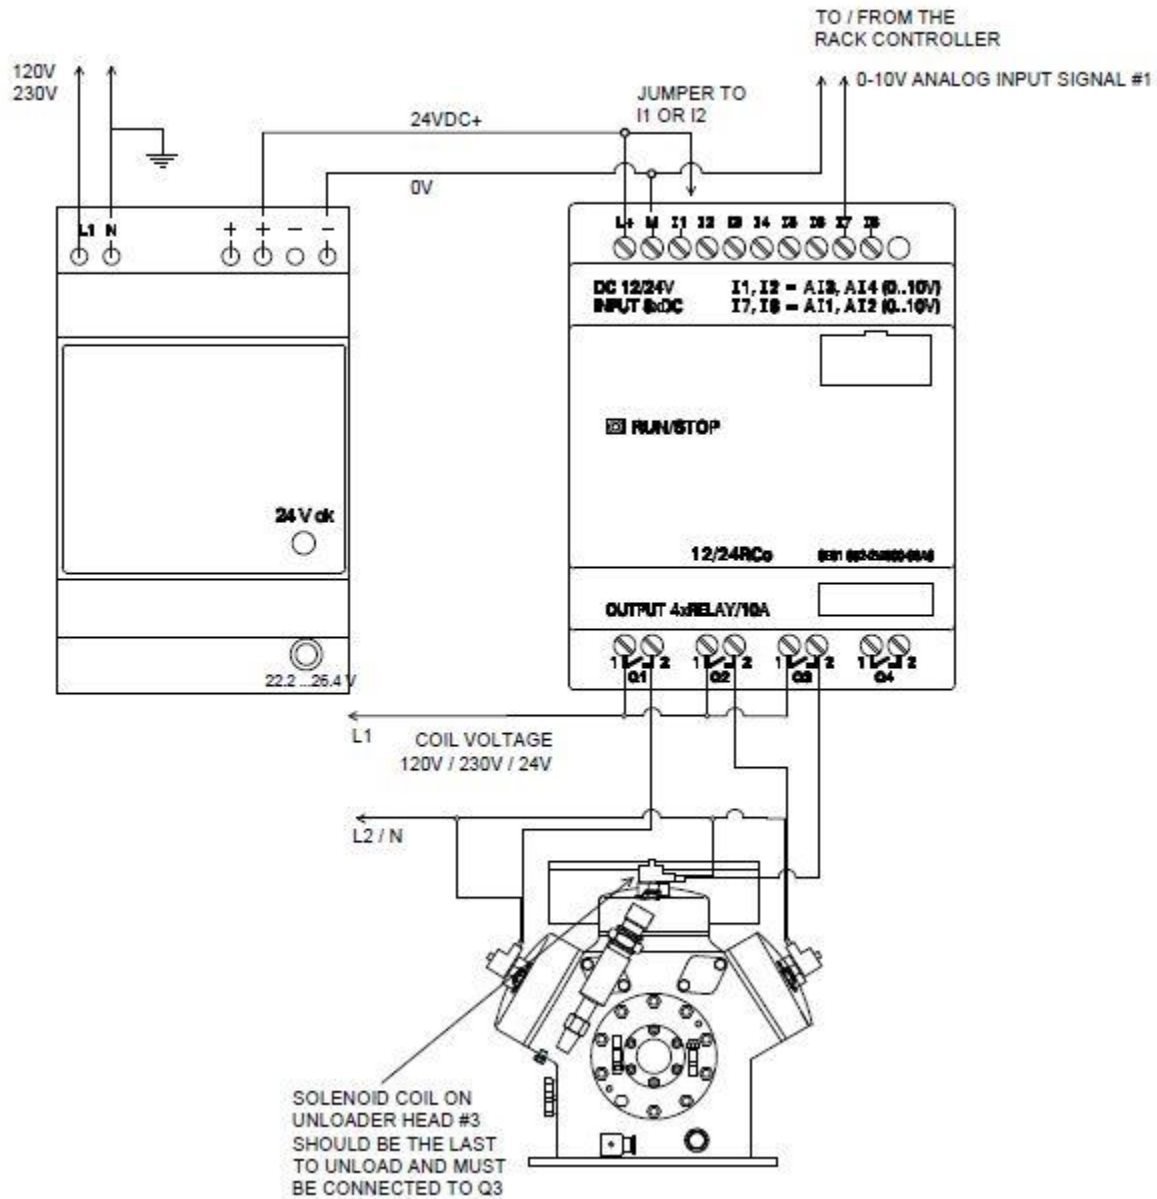 TO / FROM THE
RACK CONTROLLER
120V
230V
0-10V ANALOG INPUT SIGNAL #1
JUMPER TO
I1 OR I2
24VDC+
0V
L1 N + + - -
L+ M I1 I2 I3 I4 I5 I6 I7 I8
DC 12/24V I1, I2 = AI3, AI4 (0..10V)
INPUT 8xDC I7, I8 = AI1, AI2 (0..10V)
RUN/STOP
24 V ok
12/24RCo
OUTPUT 4xRELAY/10A
22.2 ...26.4 V
1 2 1 2 1 2 1 2
Q1 Q2 Q3 Q4
L1
COIL VOLTAGE
120V / 230V / 24V
L2 / N
SOLENOID COIL ON
UNLOADER HEAD #3
SHOULD BE THE LAST
TO UNLOAD AND MUST
BE CONNECTED TO Q3